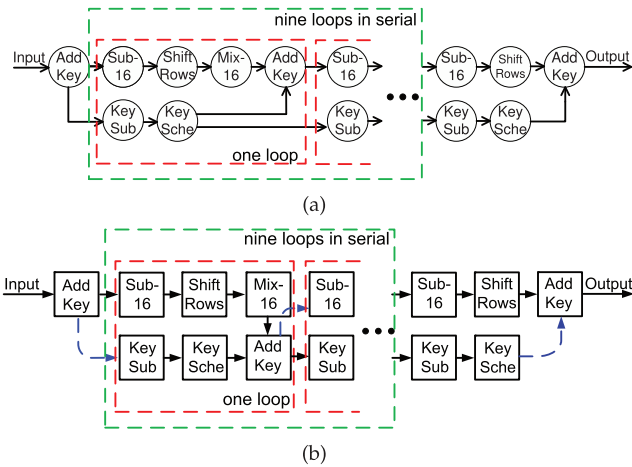 nine loops in serial
Input
Add Key
Sub-16
Shift Rows
Mix-16
Add Key
Sub-16
Sub-16
Shift Rows
Add Key
Output
Key Sub
Key Sche
Key Sub
Key Sub
Key Sche
one loop
(a)
nine loops in serial
Input
Add Key
Sub-16
Shift Rows
Mix-16
Sub-16
Sub-16
Shift Rows
Add Key
Output
Key Sub
Key Sche
Add Key
Key Sub
Key Sub
Key Sche
one loop
(b)